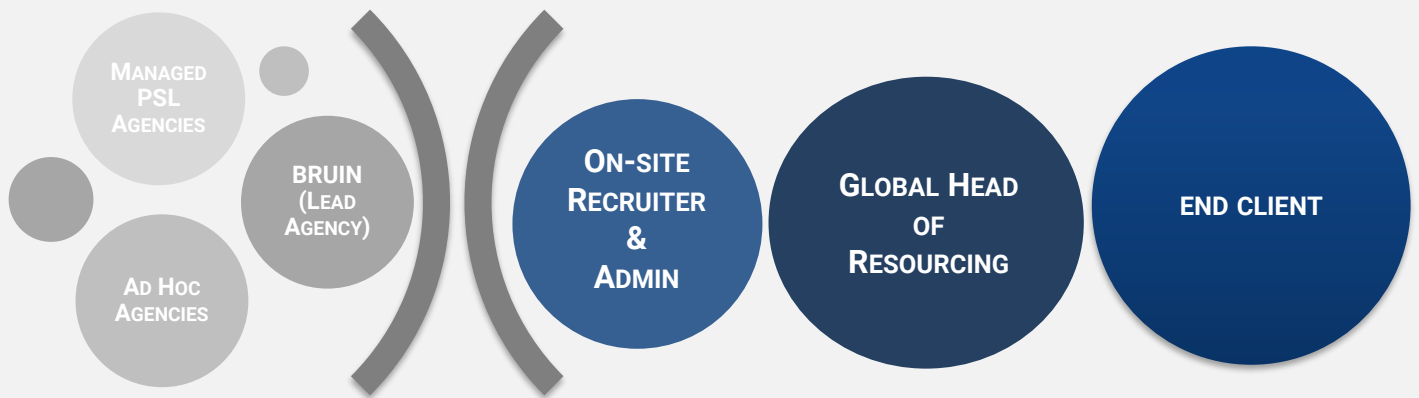 MANAGED
PSL
AGENCIES
BRUIN
(LEAD
AGENCY)
AD HOC
AGENCIES
ON-SITE
RECRUITER
&
ADMIN
GLOBAL HEAD
OF
RESOURCING
END CLIENT